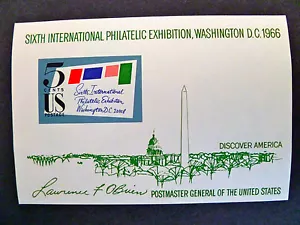 SIXTH INTERNATIONAL PHILATELIC EXHIBITION, WASHINGTON D.C. 1966
5
CENTS
US
POSTAGE
Sixth International
Philatelic Exhibition
Washington D.C. 20008
DISCOVER AMERICA
Lawrence F. O'Brien
POSTMASTER GENERAL OF THE UNITED STATES